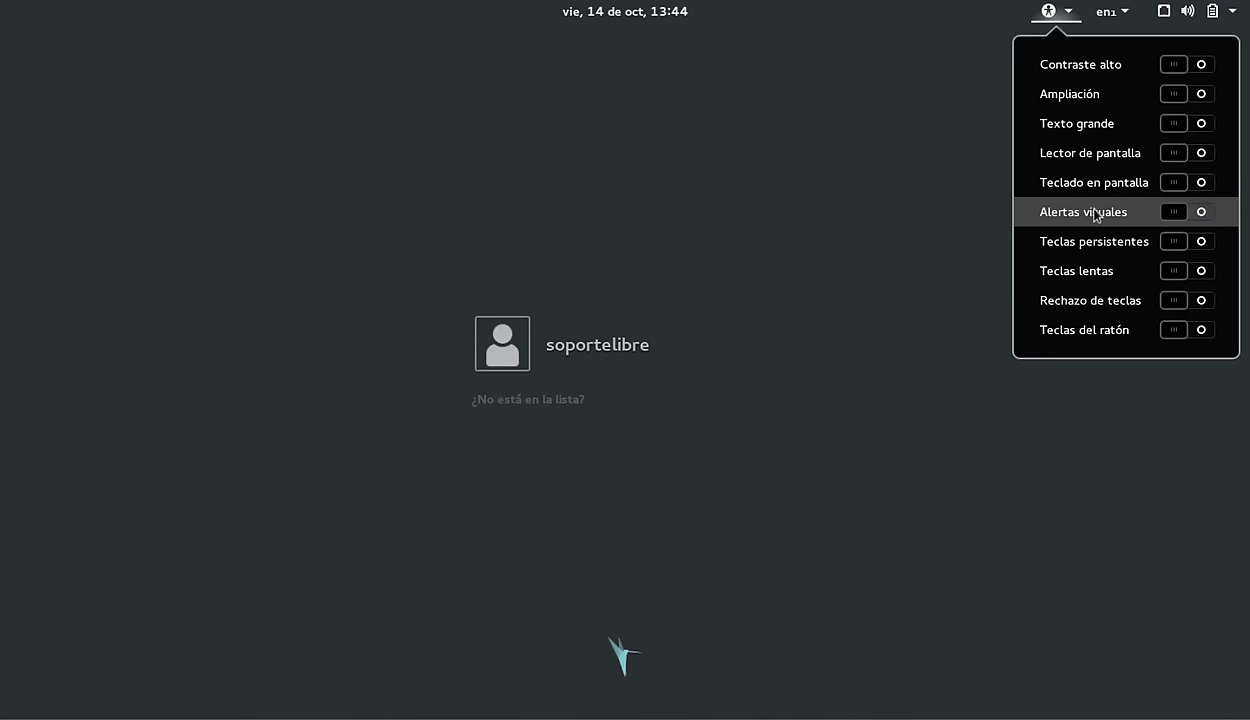 vie, 14 de oct, 13:44
en₁
Contraste alto
Ampliación
Texto grande
Lector de pantalla
Teclado en pantalla
Alertas visuales
Teclas persistentes
Teclas lentas
Rechazo de teclas
Teclas del ratón
soportelibre
¿No está en la lista?